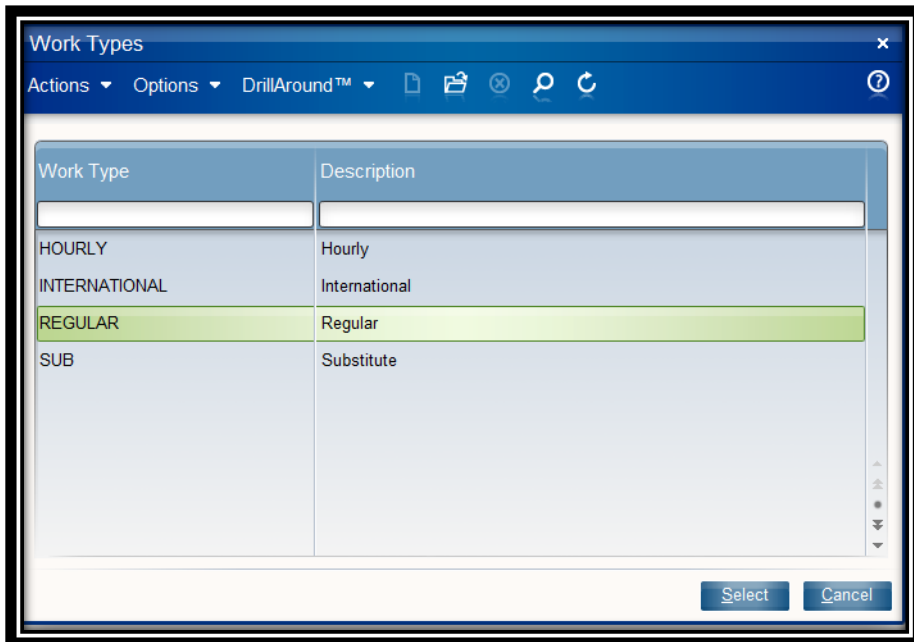 Work Types
Actions Options DrillAround™
Work Type Description
HOURLY Hourly
INTERNATIONAL International
REGULAR Regular
SUB Substitute
Select Cancel